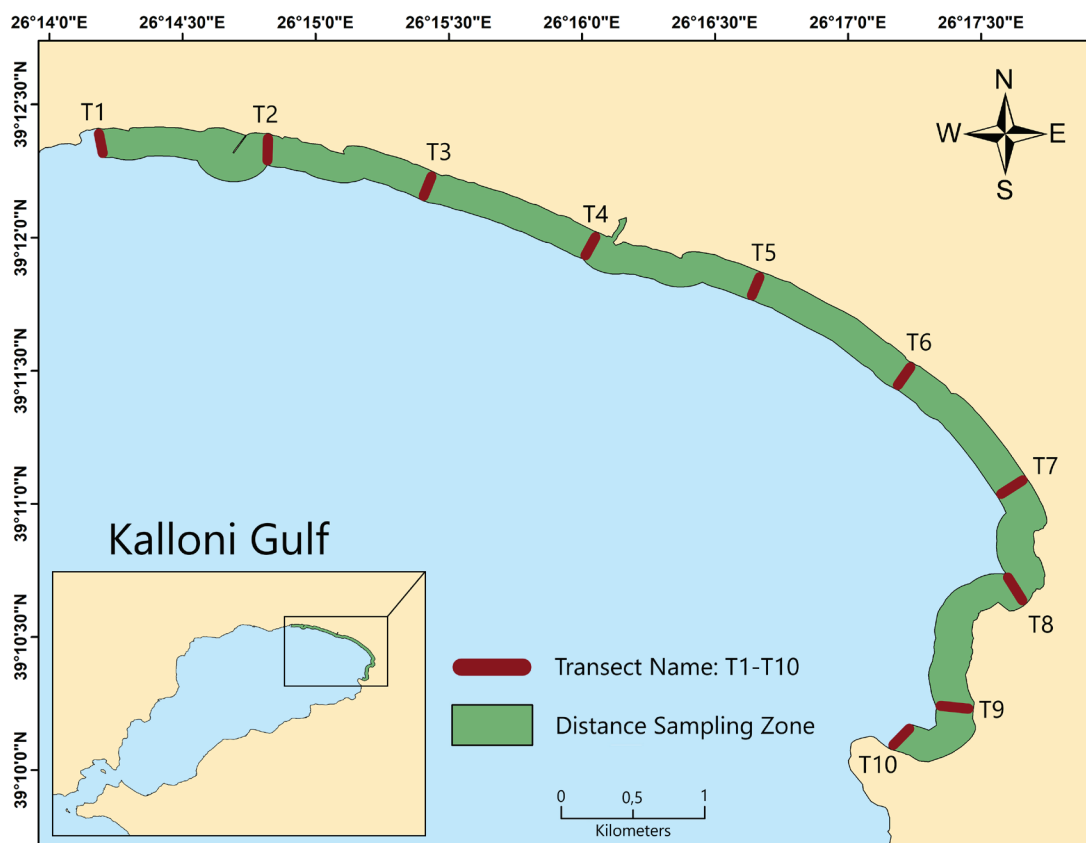 26°14'0"E 26°14'30"E 26°15'0"E 26°15'30"E 26°16'0"E 26°16'30"E 26°17'0"E 26°17'30"E
39°12'30"N
39°12'0"N
39°11'30"N
39°11'0"N
39°10'30"N
39°10'0"N
N
W E
S
T1
T2
T3
T4
T5
T6
T7
T8
T9
T10
Kalloni Gulf
Transect Name: T1-T10
Distance Sampling Zone
0 0,5 1
Kilometers